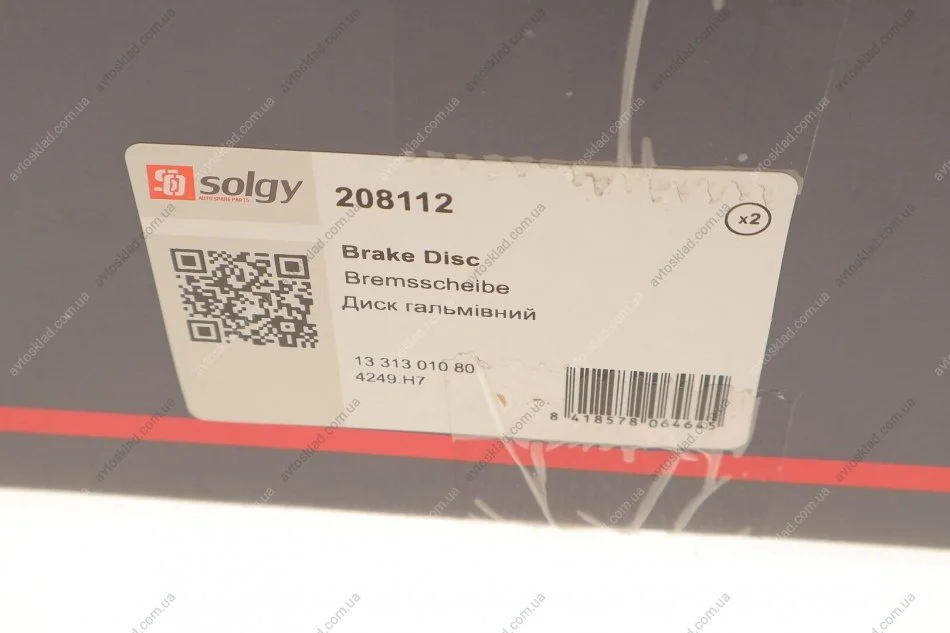 solgy
AUTO SPARE PARTS
208112
x2
Brake Disc
Bremsscheibe
Диск гальмівний
13 313 010 80
4249.H7
8 418578 064645
avtosklad.com.ua